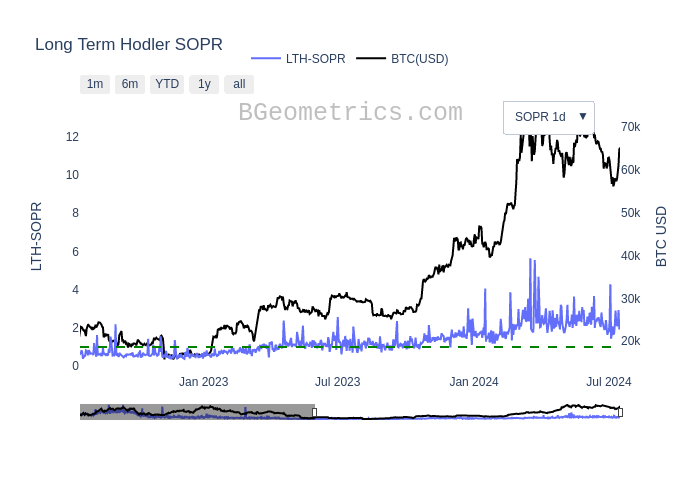 Long Term Hodler SOPR
LTH-SOPR BTC(USD)
1m 6m YTD 1y all
BGeometrics.com
SOPR 1d ▼
12
10
8
6
4
2
0
LTH-SOPR
70k
60k
50k
40k
30k
20k
BTC USD
Jan 2023 Jul 2023 Jan 2024 Jul 2024